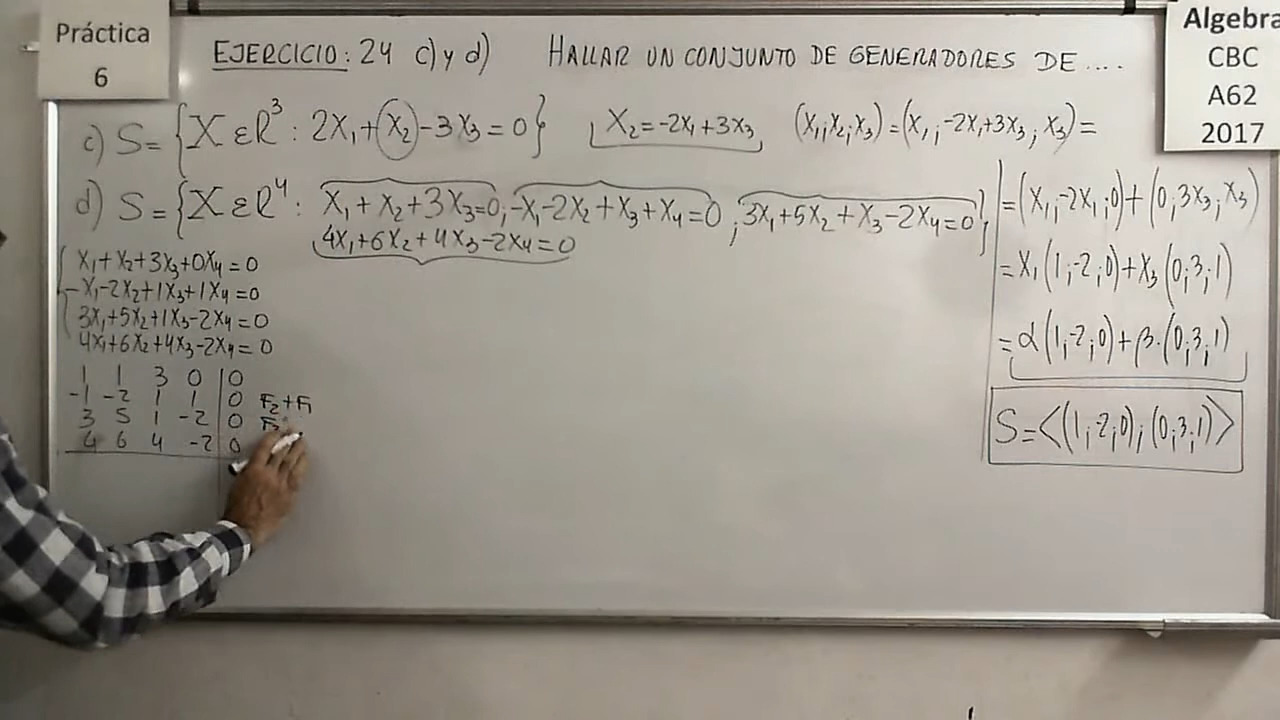 Práctica
6
EJERCICIO: 24 c) y d) HALLAR UN CONJUNTO DE GENERADORES DE ....
Algebra
CBC
A62
2017
c) S = { X ε R³ : 2X₁ + X₂ - 3X₃ = 0 } X₂ = -2X₁ + 3X₃ (X₁; X₂; X₃) = (X₁; -2X₁+3X₃; X₃) =
d) S = { X ε R⁴ : X₁ + X₂ + 3X₃ = 0; -X₁ - 2X₂ + X₃ + X₄ = 0; 3X₁ + 5X₂ + X₃ - 2X₄ = 0;
4X₁ + 6X₂ + 4X₃ - 2X₄ = 0 }
= (X₁; -2X₁; 0) + (0; 3X₃; X₃)
= X₁ (1; -2; 0) + X₃ (0; 3; 1)
= α (1; -2; 0) + β · (0; 3; 1)
S = <(1; -2; 0); (0; 3; 1)>
X₁ + X₂ + 3X₃ + 0X₄ = 0
-X₁ - 2X₂ + 1X₃ + 1X₄ = 0
3X₁ + 5X₂ + 1X₃ - 2X₄ = 0
4X₁ + 6X₂ + 4X₃ - 2X₄ = 0
1 1 3 0 | 0
-1 -2 1 1 | 0 F₂ + F₁
3 5 1 -2 | 0
4 6 4 -2 | 0